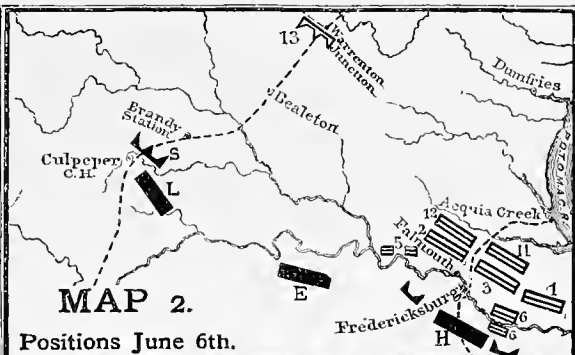 13
Warrenton
Junction
Dumfries
Bealeton
Brandy
Station
S
Culpeper
C.H.
L
POTOMAC R.
Acquia Creek
12
2
Falmouth
11
5
3
1
E
6
6
Fredericksburg
H
MAP 2.
Positions June 6th.